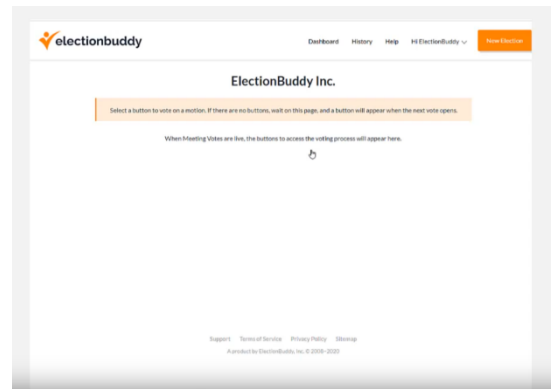 electionbuddy
Dashboard History Help Hi ElectionBuddy New Election
ElectionBuddy Inc.
Select a button to vote on a motion. If there are no buttons, wait on this page, and a button will appear when the next vote opens.
When Meeting Votes are live, the buttons to access the voting process will appear here.
Support Terms of Service Privacy Policy Sitemap
A product by ElectionBuddy, Inc. © 2008-2020